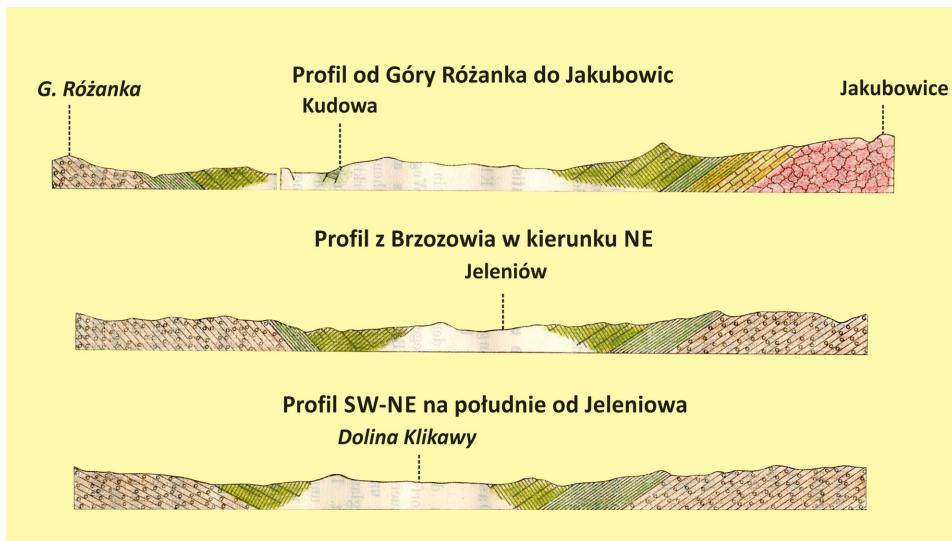 Profil od Góry Różanka do Jakubowic
G. Różanka
Kudowa
Jakubowice
Profil z Brzozowia w kierunku NE
Jeleniów
Profil SW-NE na południe od Jeleniowa
Dolina Klikawy